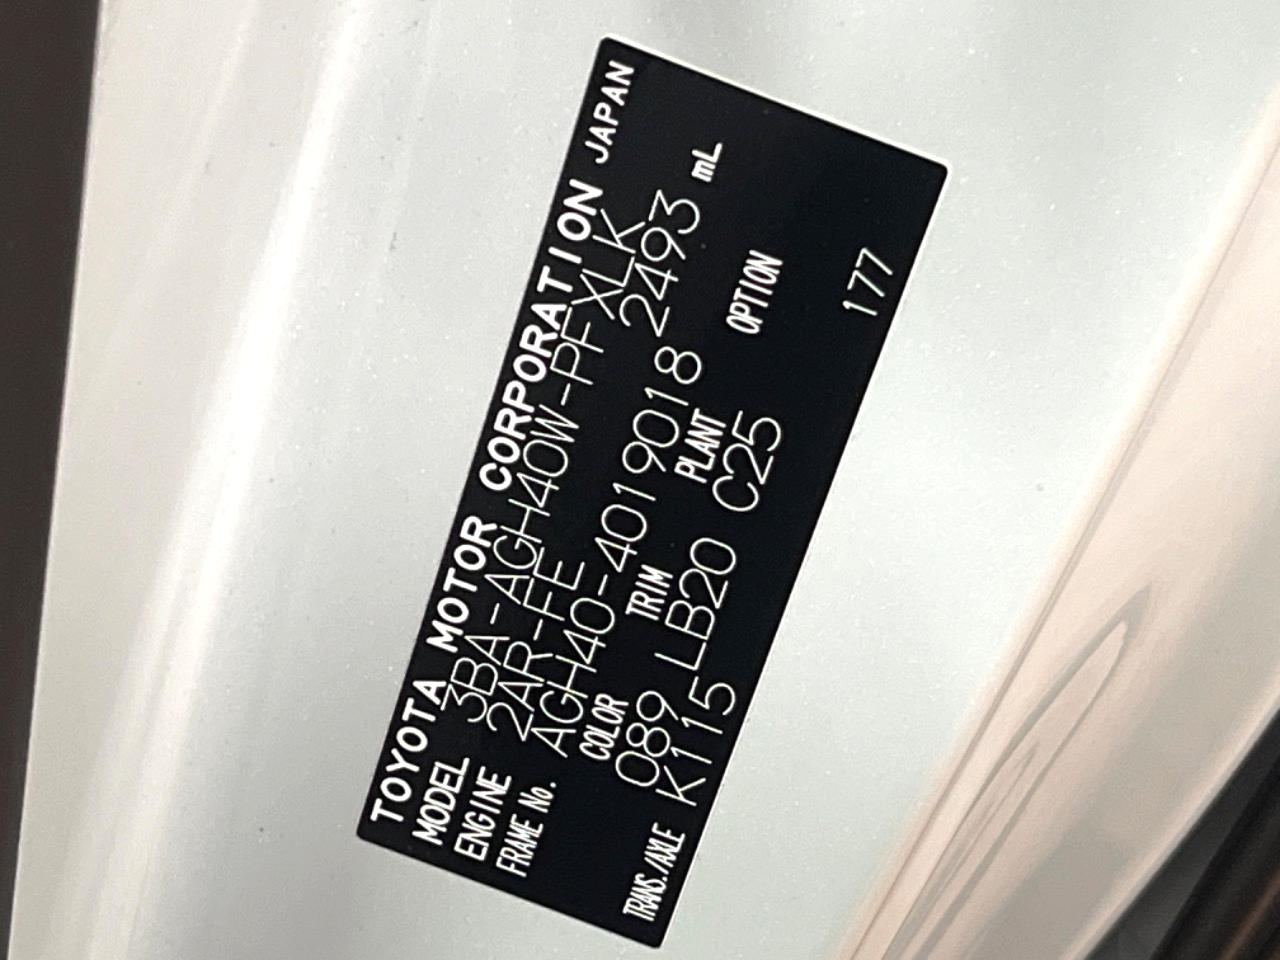 TOYOTA MOTOR CORPORATION JAPAN
MODEL 3BA-AGH40W-PFXLK
ENGINE 2AR-FE 2493 mL
FRAME No. AGH40-4019018
COLOR TRIM PLANT OPTION
089 LB20 C25
TRANS./AXLE K115 177